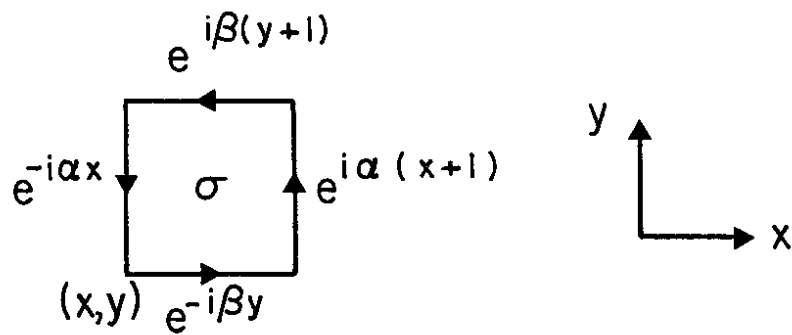 e^{iβ(y+1)}
y
e^{-iαx}
σ
e^{iα(x+1)}
x
(x,y)
e^{-iβy}